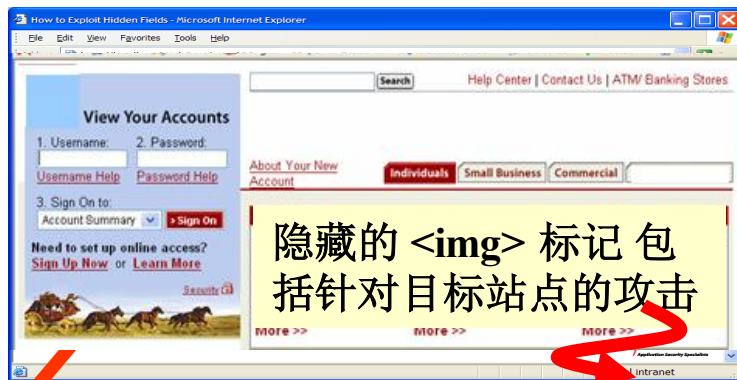 How to Exploit Hidden Fields - Microsoft Internet Explorer
File Edit View Favorites Tools Help
Search
Help Center | Contact Us | ATM/ Banking Stores
View Your Accounts
1. Username: 2. Password:
Username Help Password Help
About Your New
Account
Individuals Small Business Commercial
3. Sign On to:
Account Summary Sign On
Need to set up online access?
Sign Up Now or Learn More
Security
隐藏的 <img> 标记 包
括针对目标站点的攻击
More >> More >> More >>
Application Security Specialists
intranet